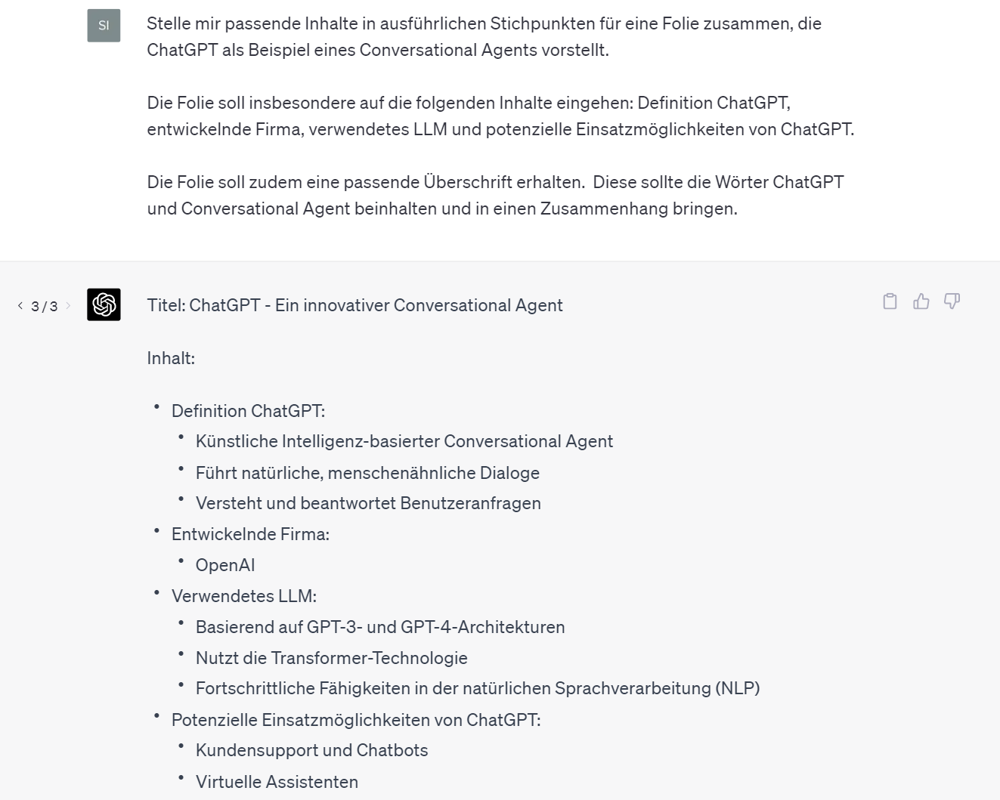 SI
Stelle mir passende Inhalte in ausführlichen Stichpunkten für eine Folie zusammen, die
ChatGPT als Beispiel eines Conversational Agents vorstellt.
Die Folie soll insbesondere auf die folgenden Inhalte eingehen: Definition ChatGPT,
entwickelnde Firma, verwendetes LLM und potenzielle Einsatzmöglichkeiten von ChatGPT.
Die Folie soll zudem eine passende Überschrift erhalten.  Diese sollte die Wörter ChatGPT
und Conversational Agent beinhalten und in einen Zusammenhang bringen.
< 3 / 3 >
Titel: ChatGPT - Ein innovativer Conversational Agent
Inhalt:
• Definition ChatGPT:
• Künstliche Intelligenz-basierter Conversational Agent
• Führt natürliche, menschenähnliche Dialoge
• Versteht und beantwortet Benutzeranfragen
• Entwickelnde Firma:
• OpenAI
• Verwendetes LLM:
• Basierend auf GPT-3- und GPT-4-Architekturen
• Nutzt die Transformer-Technologie
• Fortschrittliche Fähigkeiten in der natürlichen Sprachverarbeitung (NLP)
• Potenzielle Einsatzmöglichkeiten von ChatGPT:
• Kundensupport und Chatbots
• Virtuelle Assistenten